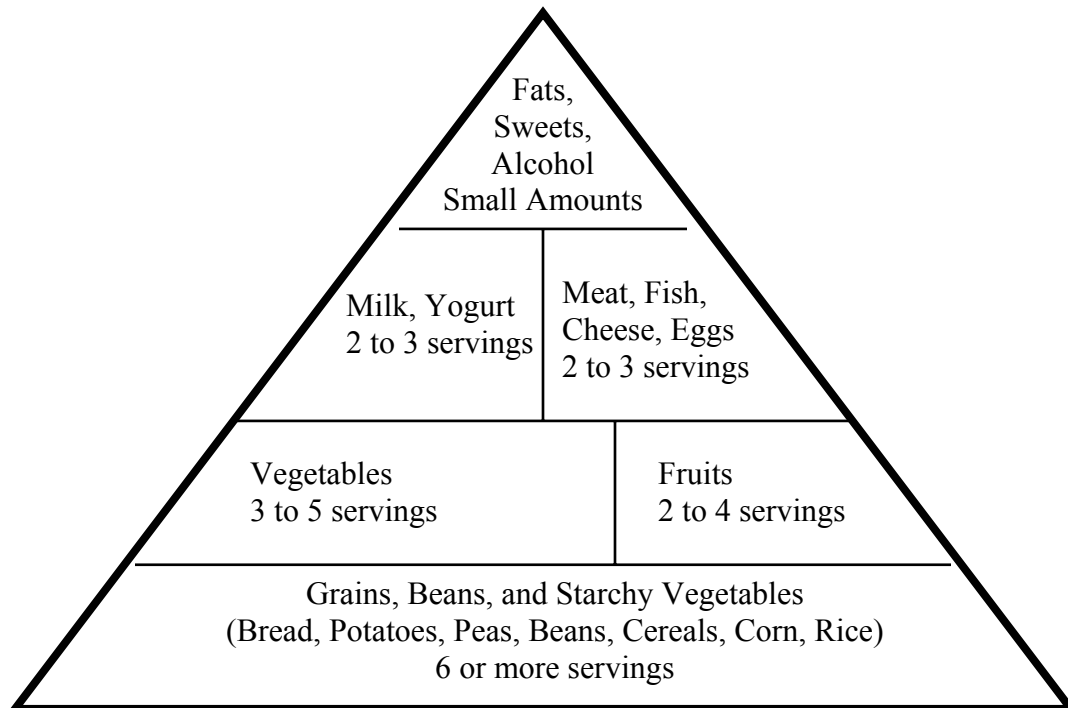 Fats,
Sweets,
Alcohol
Small Amounts
Milk, Yogurt
2 to 3 servings
Meat, Fish,
Cheese, Eggs
2 to 3 servings
Vegetables
3 to 5 servings
Fruits
2 to 4 servings
Grains, Beans, and Starchy Vegetables
(Bread, Potatoes, Peas, Beans, Cereals, Corn, Rice)
6 or more servings